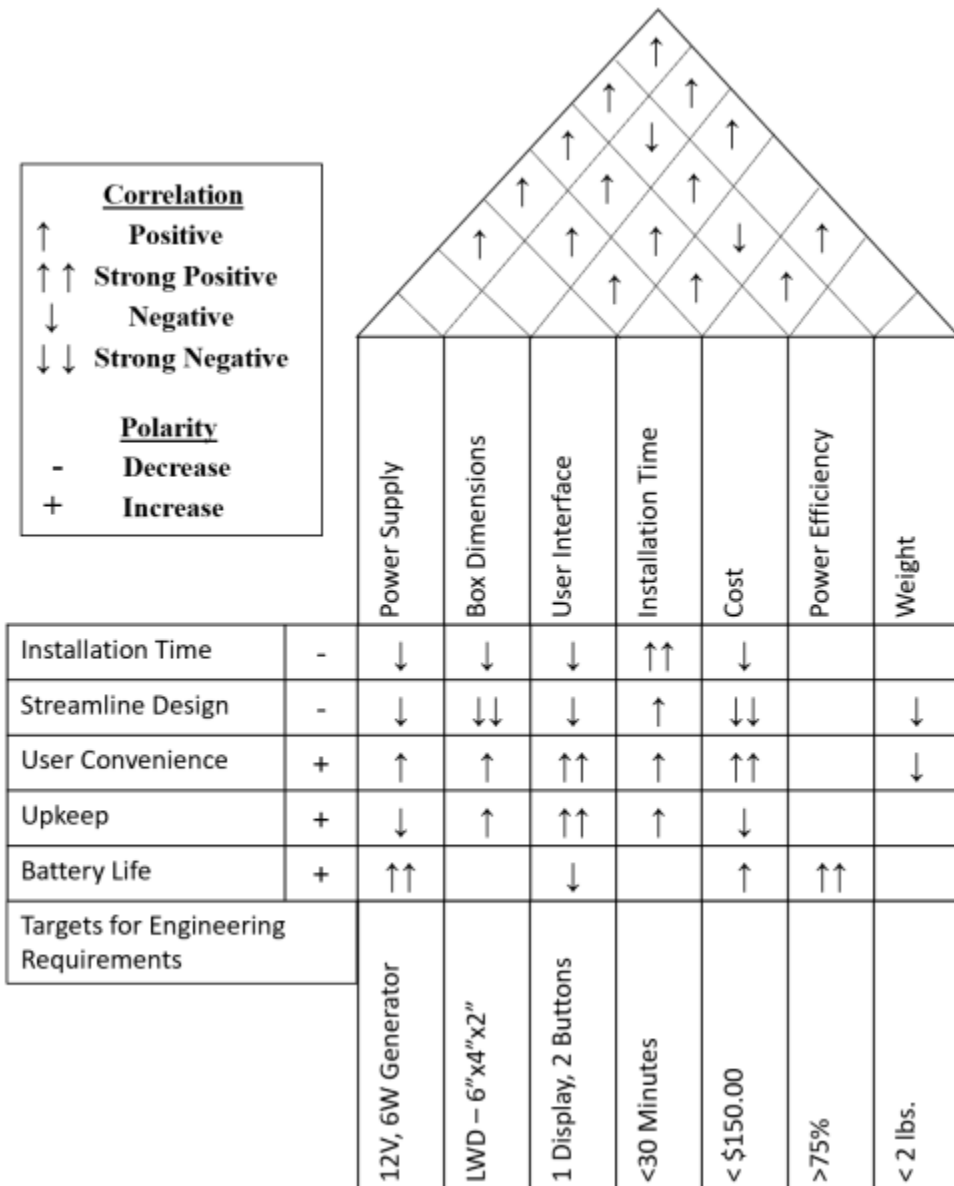 Correlation
↑ Positive
↑ ↑ Strong Positive
↓ Negative
↓ ↓ Strong Negative
Polarity
- Decrease
+ Increase
↑
↑ ↑
↑ ↓ ↑
↑ ↑ ↑
↑ ↑ ↑ ↓ ↑
↑ ↑ ↑
Power Supply
Box Dimensions
User Interface
Installation Time
Cost
Power Efficiency
Weight
Installation Time - ↓ ↓ ↓ ↑↑ ↓
Streamline Design - ↓ ↓↓ ↓ ↑ ↓↓ ↓
User Convenience + ↑ ↑ ↑↑ ↑ ↑↑ ↓
Upkeep + ↓ ↑ ↑↑ ↑ ↓
Battery Life + ↑↑ ↓ ↑ ↑↑
Targets for Engineering
Requirements
12V, 6W Generator
LWD – 6”x4”x2”
1 Display, 2 Buttons
<30 Minutes
< $150.00
>75%
< 2 lbs.